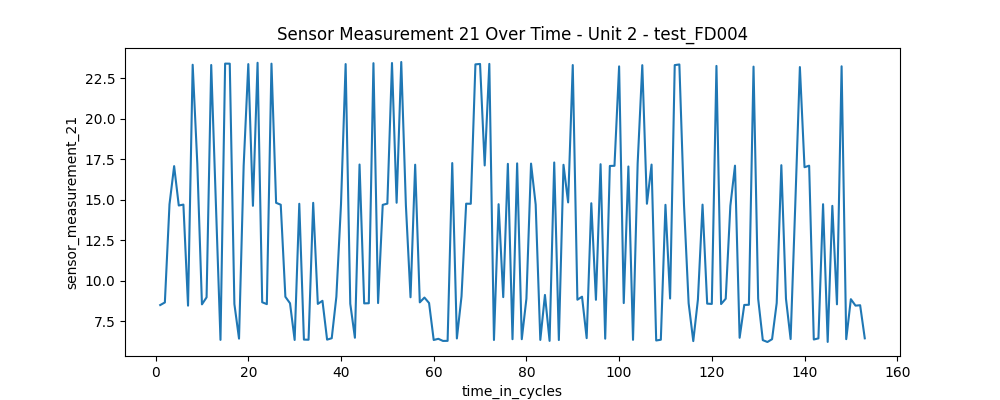 Sensor Measurement 21 Over Time - Unit 2 - test_FD004
sensor_measurement_21
22.5
20.0
17.5
15.0
12.5
10.0
7.5
0 20 40 60 80 100 120 140 160
time_in_cycles